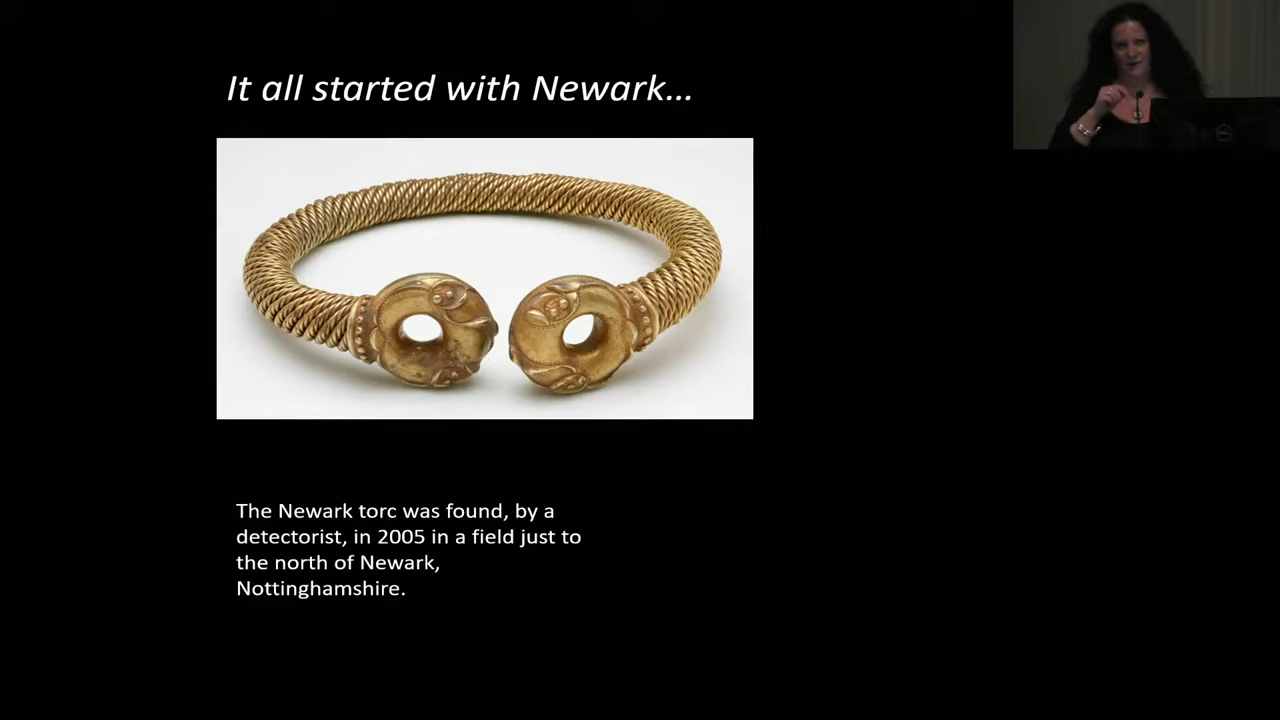 It all started with Newark...
The Newark torc was found, by a
detectorist, in 2005 in a field just to
the north of Newark,
Nottinghamshire.